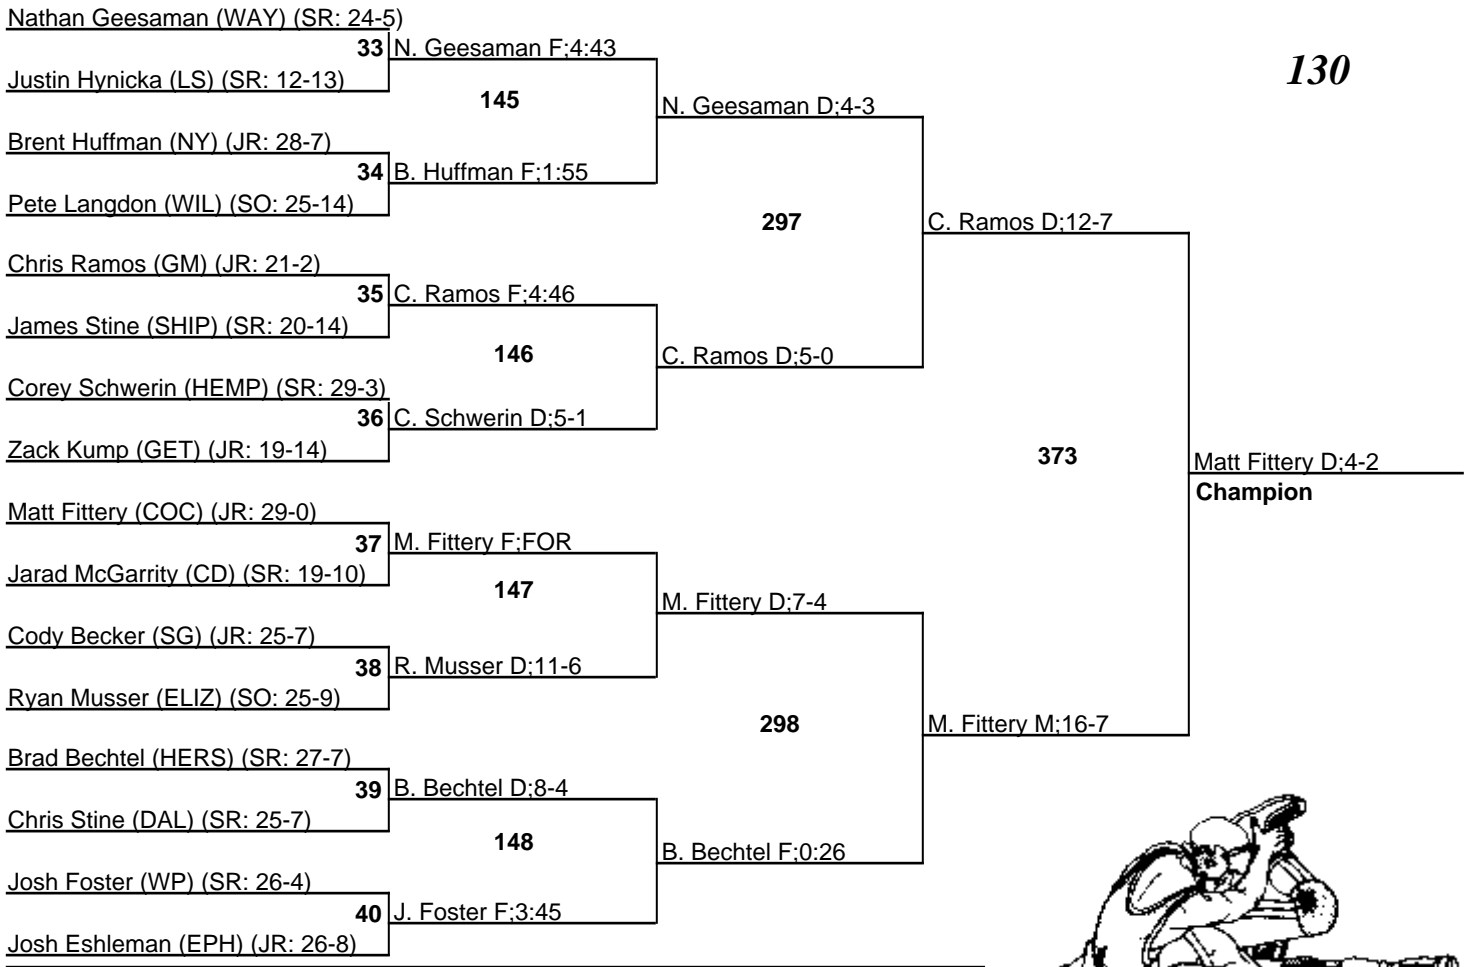 Nathan Geesaman (WAY) (SR: 24-5)
33 N. Geesaman F;4:43
130
Justin Hynicka (LS) (SR: 12-13)
145
N. Geesaman D;4-3
Brent Huffman (NY) (JR: 28-7)
34 B. Huffman F;1:55
Pete Langdon (WIL) (SO: 25-14)
297
C. Ramos D;12-7
Chris Ramos (GM) (JR: 21-2)
35 C. Ramos F;4:46
James Stine (SHIP) (SR: 20-14)
146
C. Ramos D;5-0
Corey Schwerin (HEMP) (SR: 29-3)
36 C. Schwerin D;5-1
Zack Kump (GET) (JR: 19-14)
373
Matt Fittery D;4-2
Champion
Matt Fittery (COC) (JR: 29-0)
37 M. Fittery F;FOR
Jarad McGarrity (CD) (SR: 19-10)
147
M. Fittery D;7-4
Cody Becker (SG) (JR: 25-7)
38 R. Musser D;11-6
Ryan Musser (ELIZ) (SO: 25-9)
298
M. Fittery M;16-7
Brad Bechtel (HERS) (SR: 27-7)
39 B. Bechtel D;8-4
Chris Stine (DAL) (SR: 25-7)
148
B. Bechtel F;0:26
Josh Foster (WP) (SR: 26-4)
40 J. Foster F;3:45
Josh Eshleman (EPH) (JR: 26-8)